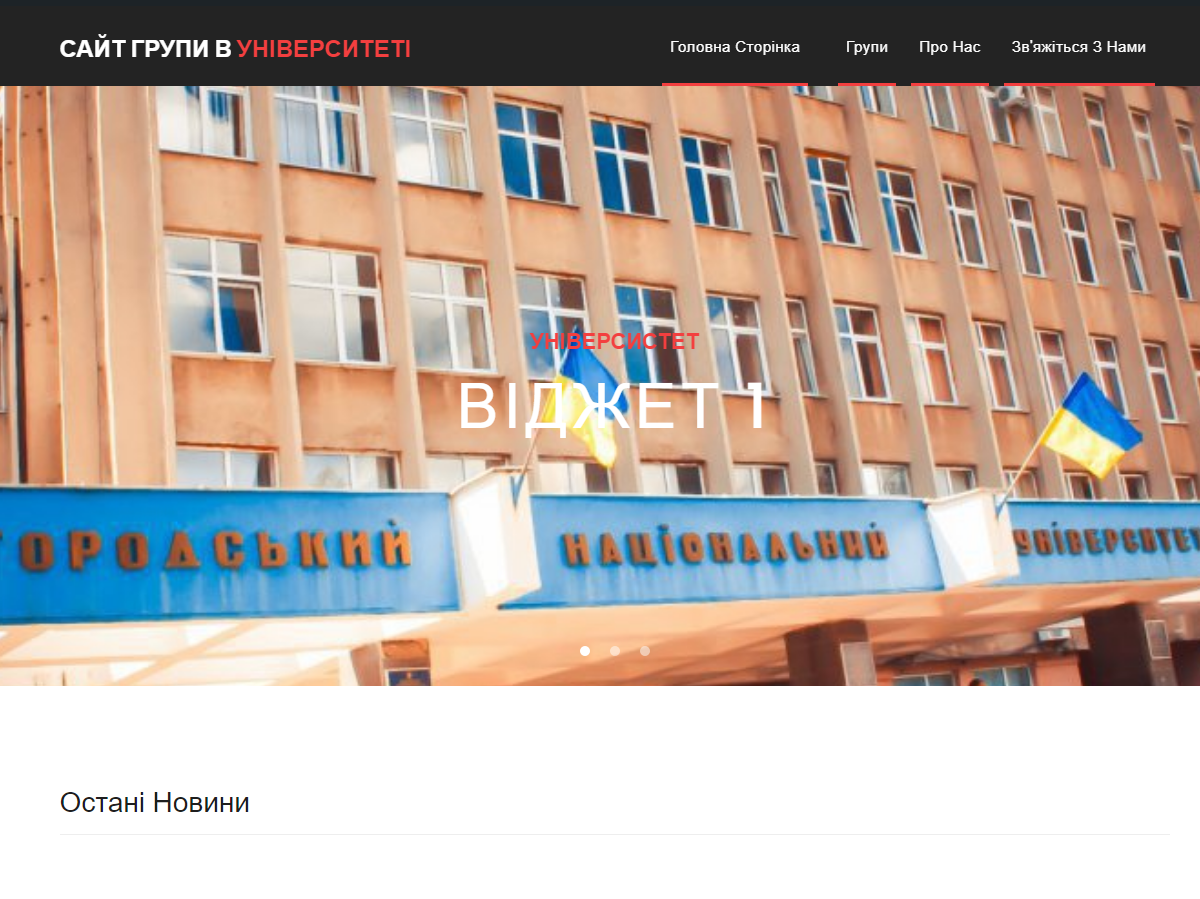 САЙТ ГРУПИ В УНІВЕРСИТЕТІ
Головна Сторінка
Групи
Про Нас
Зв'яжіться З Нами
УНІВЕРСИСТЕТ
ВІДЖЕТ 1
ГОРОДСЬКИЙ НАЦІОНАЛЬНИЙ УНІВЕРСИТЕТ
Остані Новини